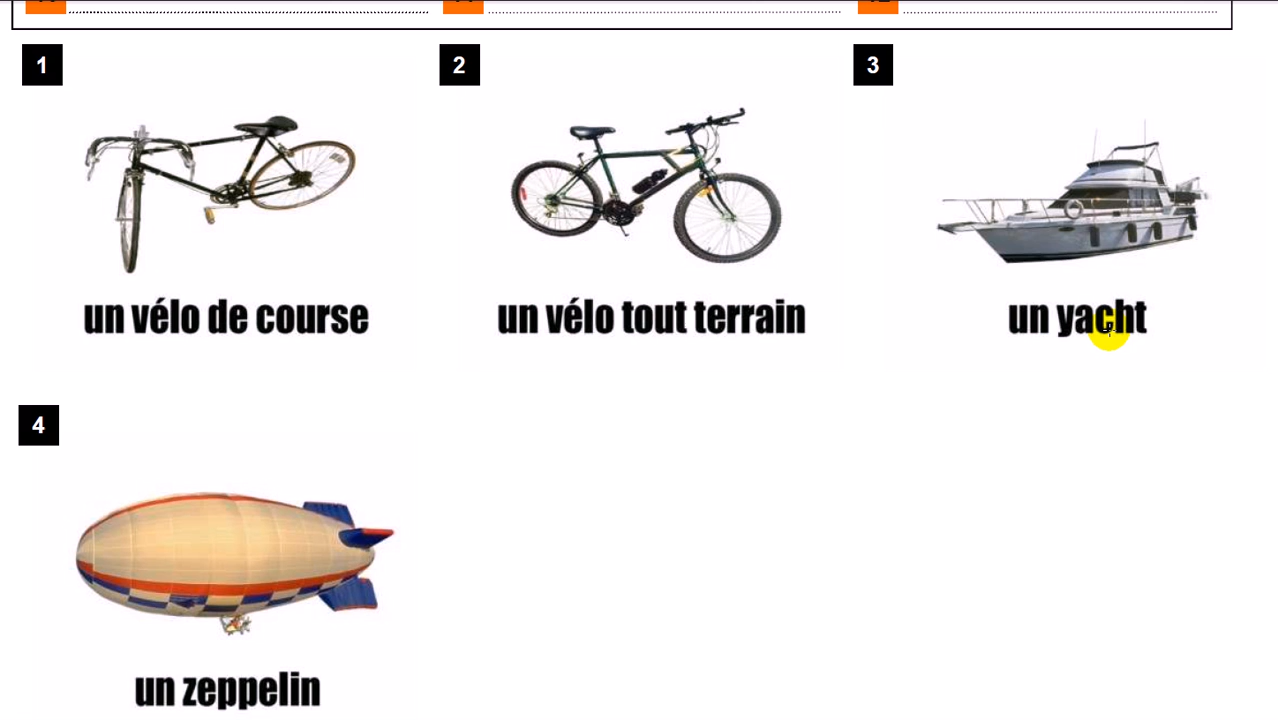 1
2
3
un vélo de course
un vélo tout terrain
un yacht
4
un zeppelin